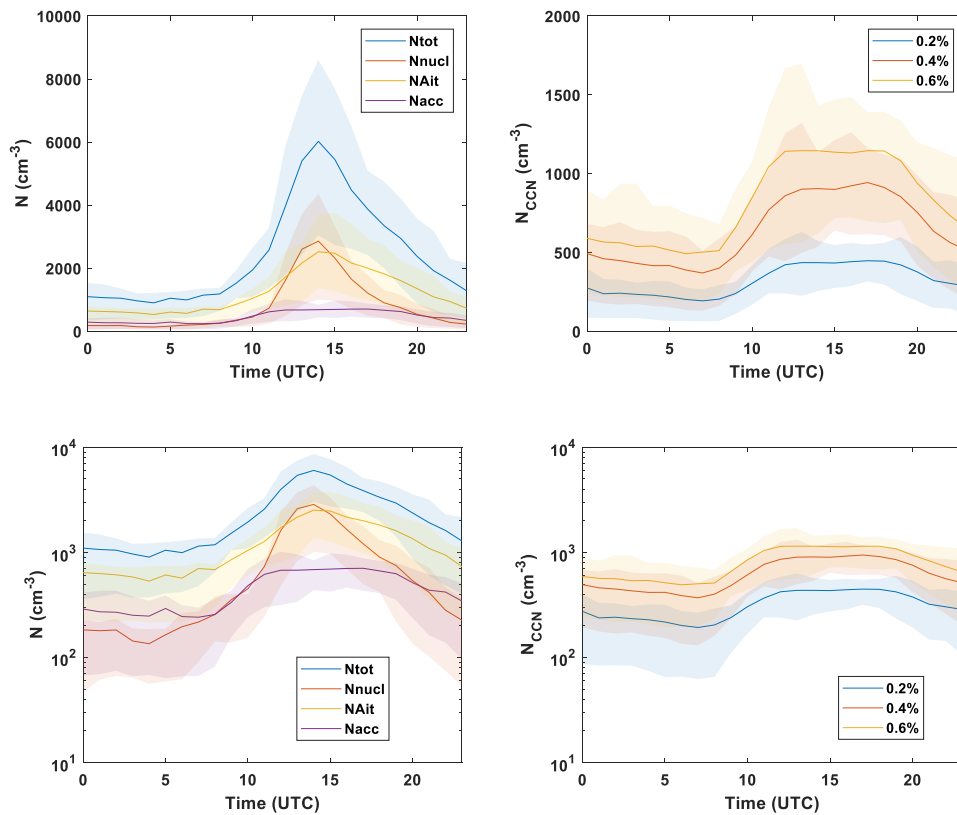 10000
8000
6000
4000
2000
0
N (cm⁻³)
0 5 10 15 20
Time (UTC)
Ntot
Nnucl
NAit
Nacc
2000
1500
1000
500
0
N_CCN (cm⁻³)
0 5 10 15 20
Time (UTC)
0.2%
0.4%
0.6%
10⁴
10³
10²
10¹
N (cm⁻³)
0 5 10 15 20
Time (UTC)
Ntot
Nnucl
NAit
Nacc
10⁴
10³
10²
10¹
N_CCN (cm⁻³)
0 5 10 15 20
Time (UTC)
0.2%
0.4%
0.6%